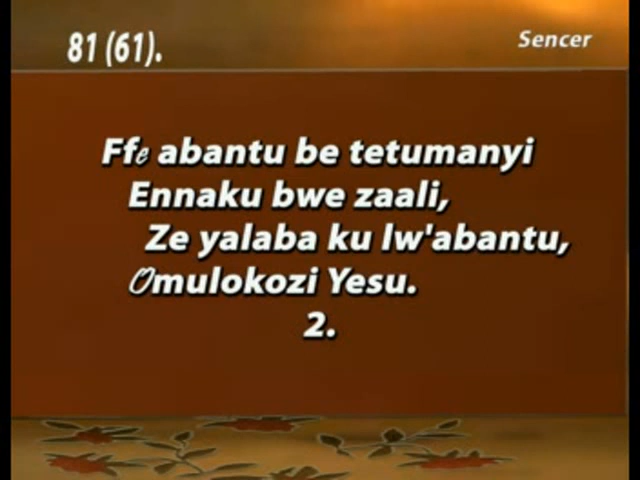 81 (61).
Sencer
Ffe abantu be tetumanyi
Ennaku bwe zaali,
Ze yalaba ku lw'abantu,
Omulokozi Yesu.
2.